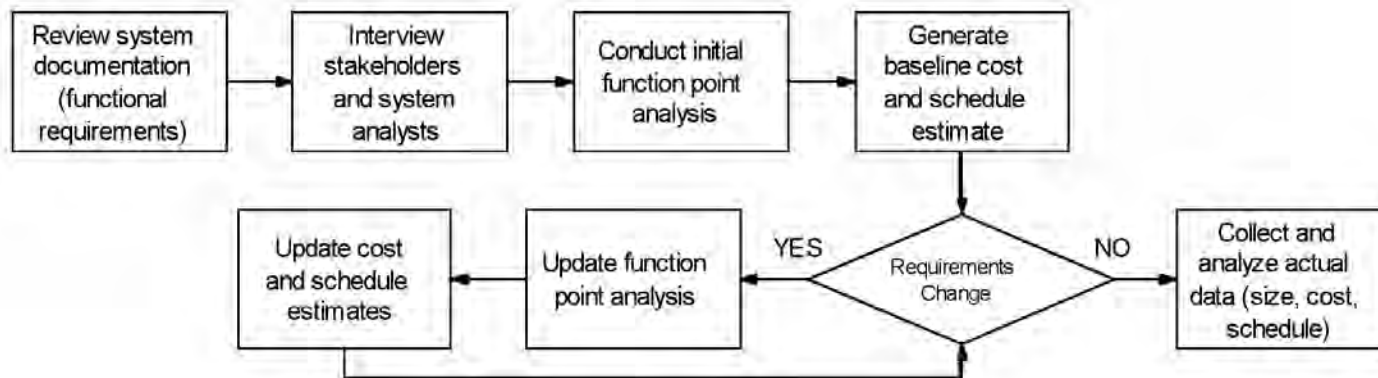 Review system
documentation
(functional
requirements)
Interview
stakeholders
and system
analysts
Conduct initial
function point
analysis
Generate
baseline cost
and schedule
estimate
Requirements
Change
YES
Update function
point analysis
Update cost
and schedule
estimates
NO
Collect and
analyze actual
data (size, cost,
schedule)